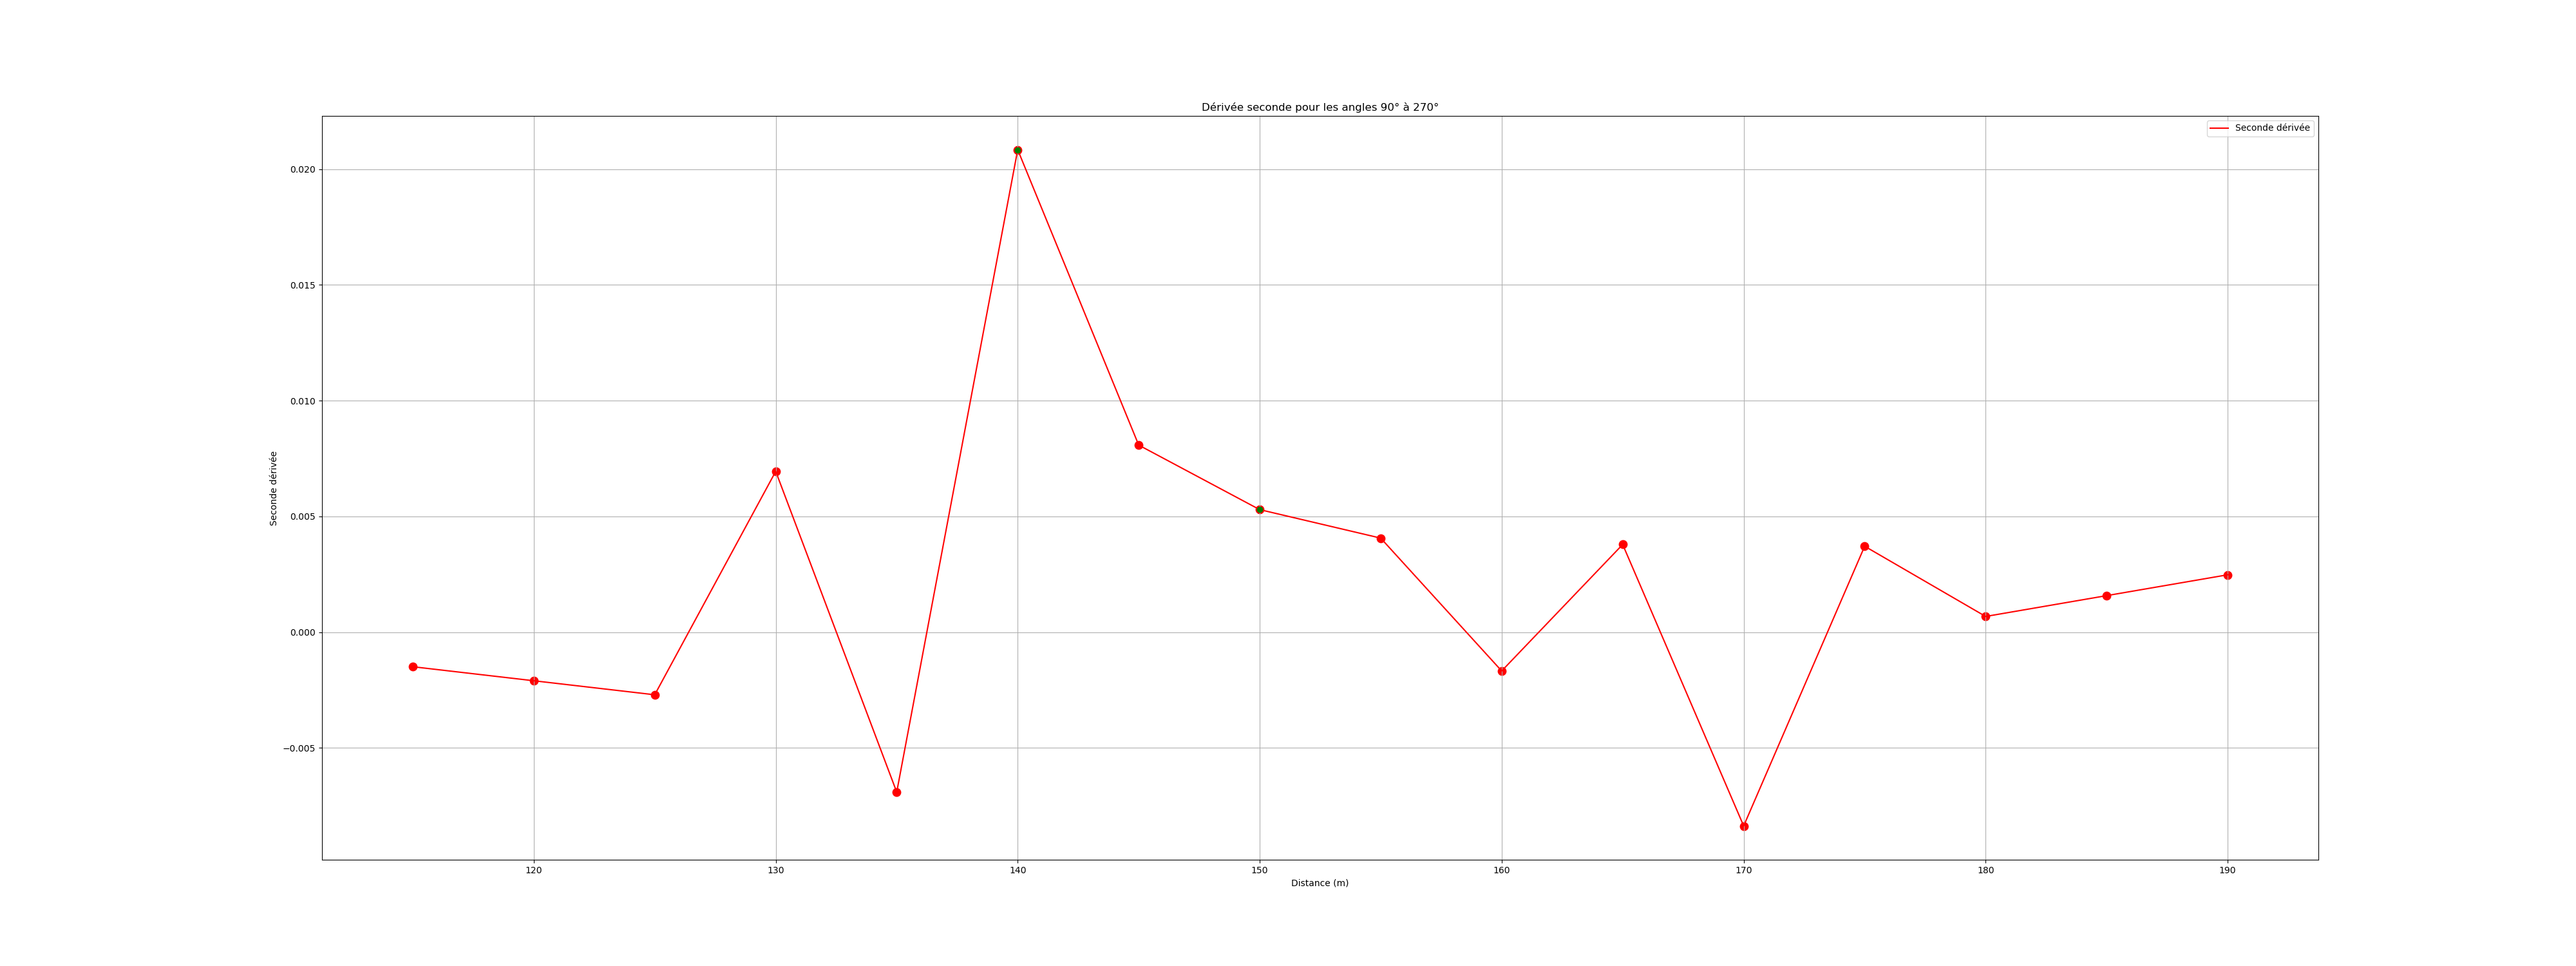 Dérivée seconde pour les angles 90° à 270°
Seconde dérivée
0.020
0.015
0.010
0.005
0.000
−0.005
Seconde dérivée
120 130 140 150 160 170 180 190
Distance (m)